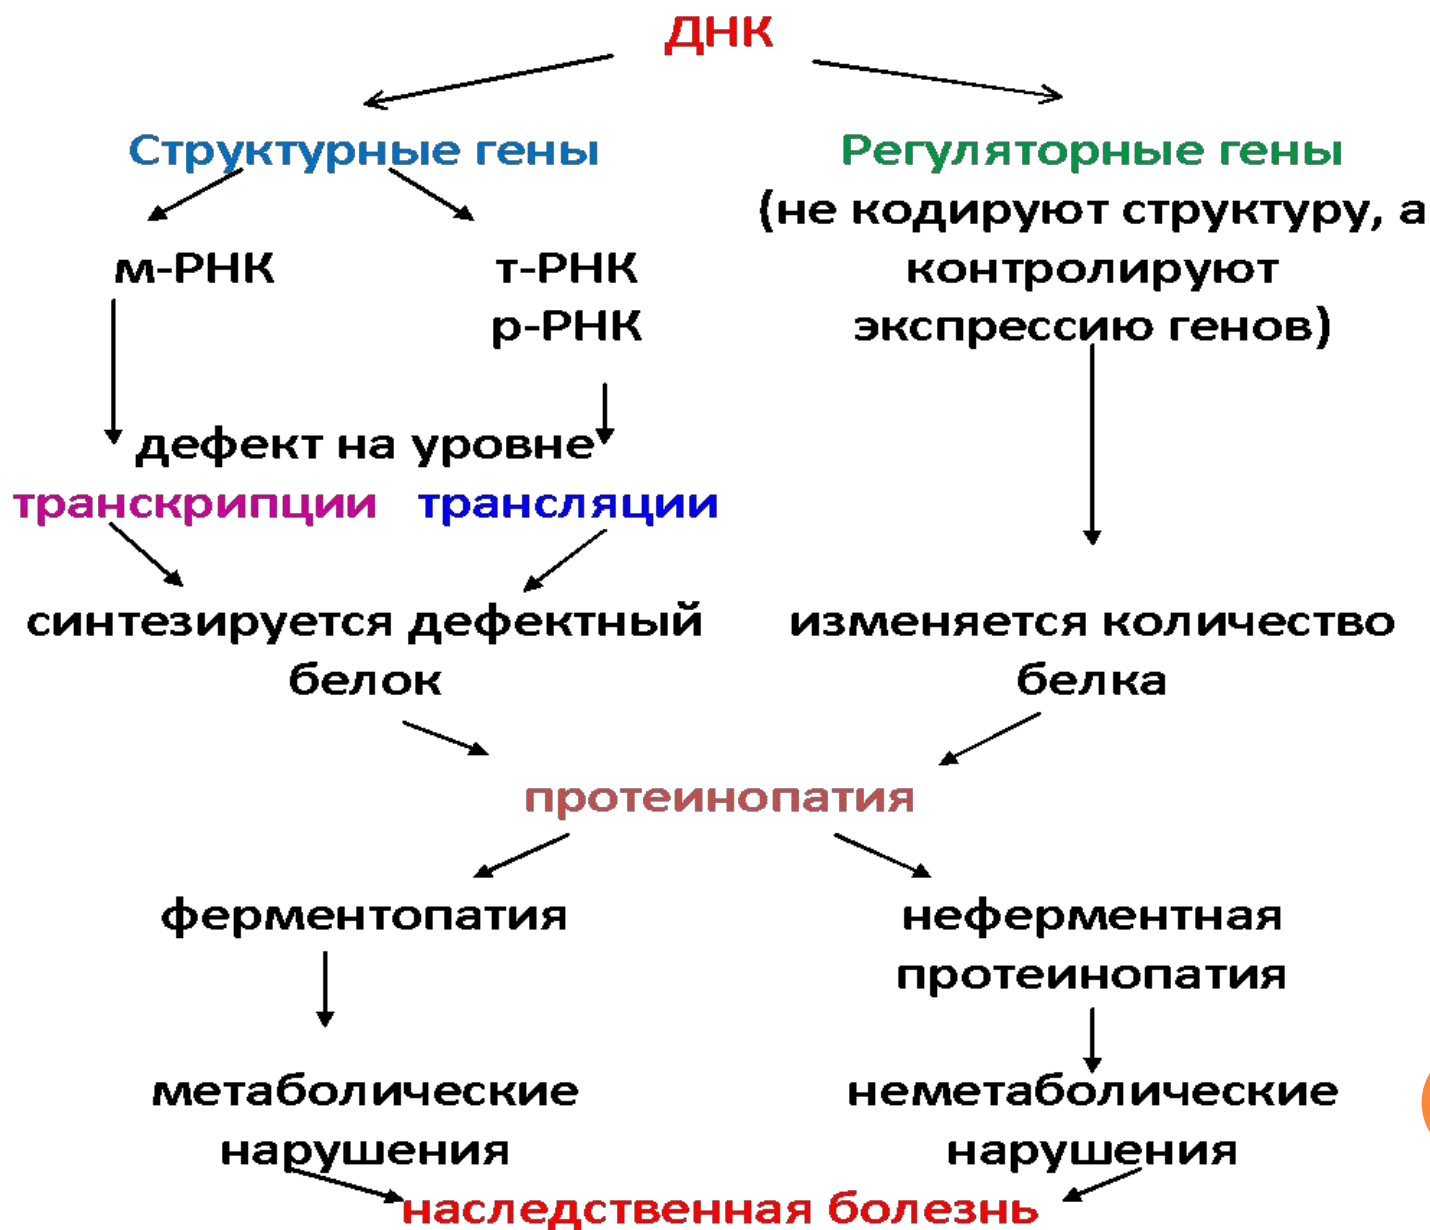 ДНК
Структурные гены
Регуляторные гены
(не кодируют структуру, а
контролируют
экспрессию генов)
м-РНК
т-РНК
р-РНК
дефект на уровне
транскрипции трансляции
синтезируется дефектный
белок
изменяется количество
белка
протеинопатия
ферментопатия
неферментная
протеинопатия
метаболические
нарушения
неметаболические
нарушения
наследственная болезнь